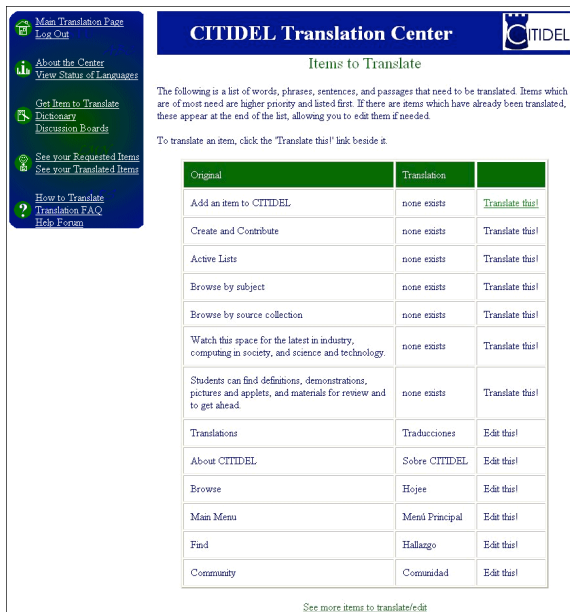 Main Translation Page
Log Out
About the Center
View Status of Languages
Get Item to Translate
Dictionary
Discussion Boards
See your Requested Items
See your Translated Items
How to Translate
Translation FAQ
Help Forum
CITIDEL Translation Center
CITIDEL
Items to Translate
The following is a list of words, phrases, sentences, and passages that need to be translated. Items which
are of most need are higher priority and listed first. If there are items which have already been translated,
these appear at the end of the list, allowing you to edit them if needed.
To translate an item, click the "Translate this!" link beside it.
Original Translation
Add an item to CITIDEL none exists Translate this!
Create and Contribute none exists Translate this!
Active Lists none exists Translate this!
Browse by subject none exists Translate this!
Browse by source collection none exists Translate this!
Watch this space for the latest in industry,
computing in society, and science and technology. none exists Translate this!
Students can find definitions, demonstrations,
pictures and applets, and materials for review and none exists Translate this!
to get ahead.
Translations Traducciones Edit this!
About CITIDEL Sobre CITIDEL Edit this!
Browse Hojee Edit this!
Main Menu Menú Principal Edit this!
Find Hallazgo Edit this!
Community Comunidad Edit this!
See more items to translate/edit